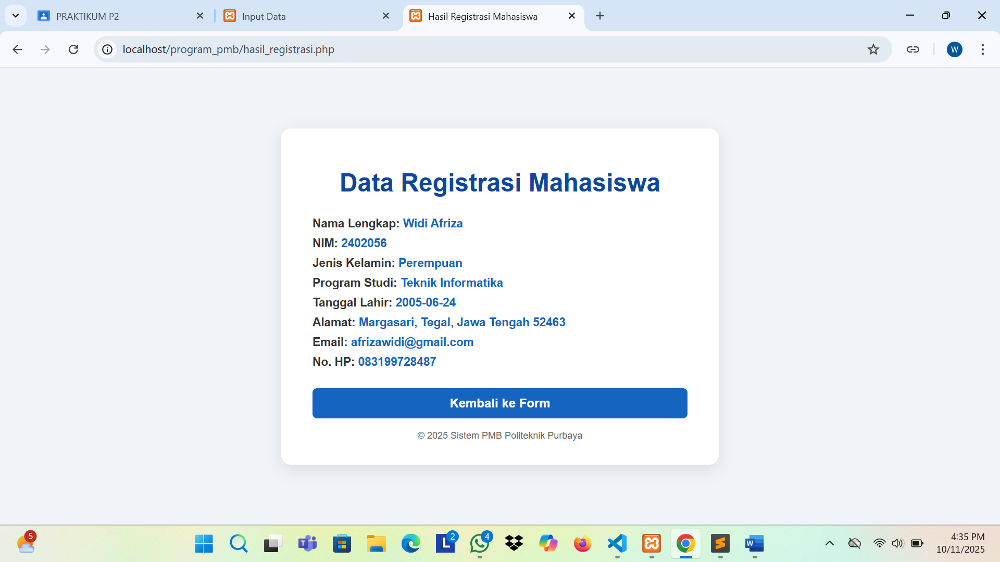 PRAKTIKUM P2
Input Data
Hasil Registrasi Mahasiswa
localhost/program_pmb/hasil_registrasi.php
W
Data Registrasi Mahasiswa
Nama Lengkap: Widi Afriza
NIM: 2402056
Jenis Kelamin: Perempuan
Program Studi: Teknik Informatika
Tanggal Lahir: 2005-06-24
Alamat: Margasari, Tegal, Jawa Tengah 52463
Email: afrizawidi@gmail.com
No. HP: 083199728487
Kembali ke Form
© 2025 Sistem PMB Politeknik Purbaya
5
T
L
2
4
W
4:35 PM
10/11/2025